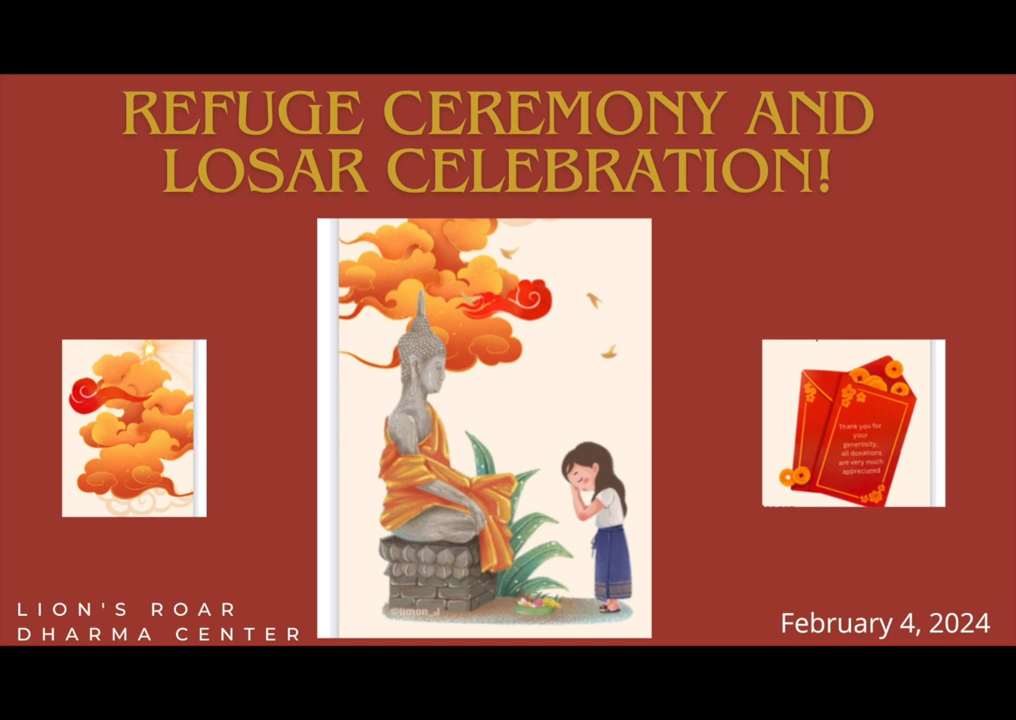 REFUGE CEREMONY AND
LOSAR CELEBRATION!
Thank you for
your
generosity,
all donations
are very much
appreciated
@limon_J
LION'S ROAR
DHARMA CENTER
February 4, 2024